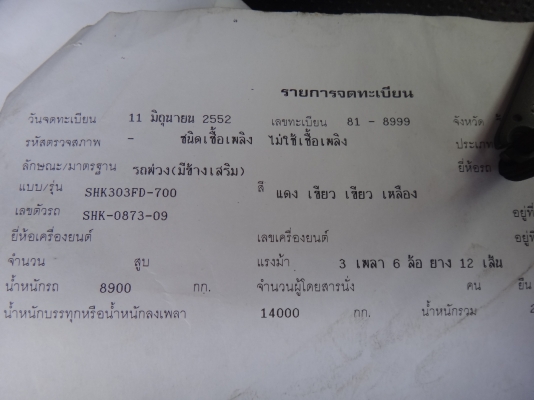 รายการจดทะเบียน
วันจดทะเบียน 11 มิถุนายน 2552 เลขทะเบียน 81 - 8999 จังหวัด
รหัสตรวจสภาพ - ชนิดเชื้อเพลิง ไม่ใช้เชื้อเพลิง ประเภท
ลักษณะ/มาตรฐาน รถพ่วง(มีข้างเสริม) ยี่ห้อรถ
แบบ/รุ่น SHK303FD-700 สี แดง เขียว เขียว เหลือง
เลขตัวรถ SHK-0873-09 อยู่ที่
ยี่ห้อเครื่องยนต์ เลขเครื่องยนต์ อยู่ที่
จำนวน สูบ แรงม้า 3 เพลา 6 ล้อ ยาง 12 เส้น
น้ำหนักรถ 8900 กก. จำนวนผู้โดยสารนั่ง คน ยืน
น้ำหนักบรรทุกหรือน้ำหนักลงเพลา 14000 กก. น้ำหนักรวม 2